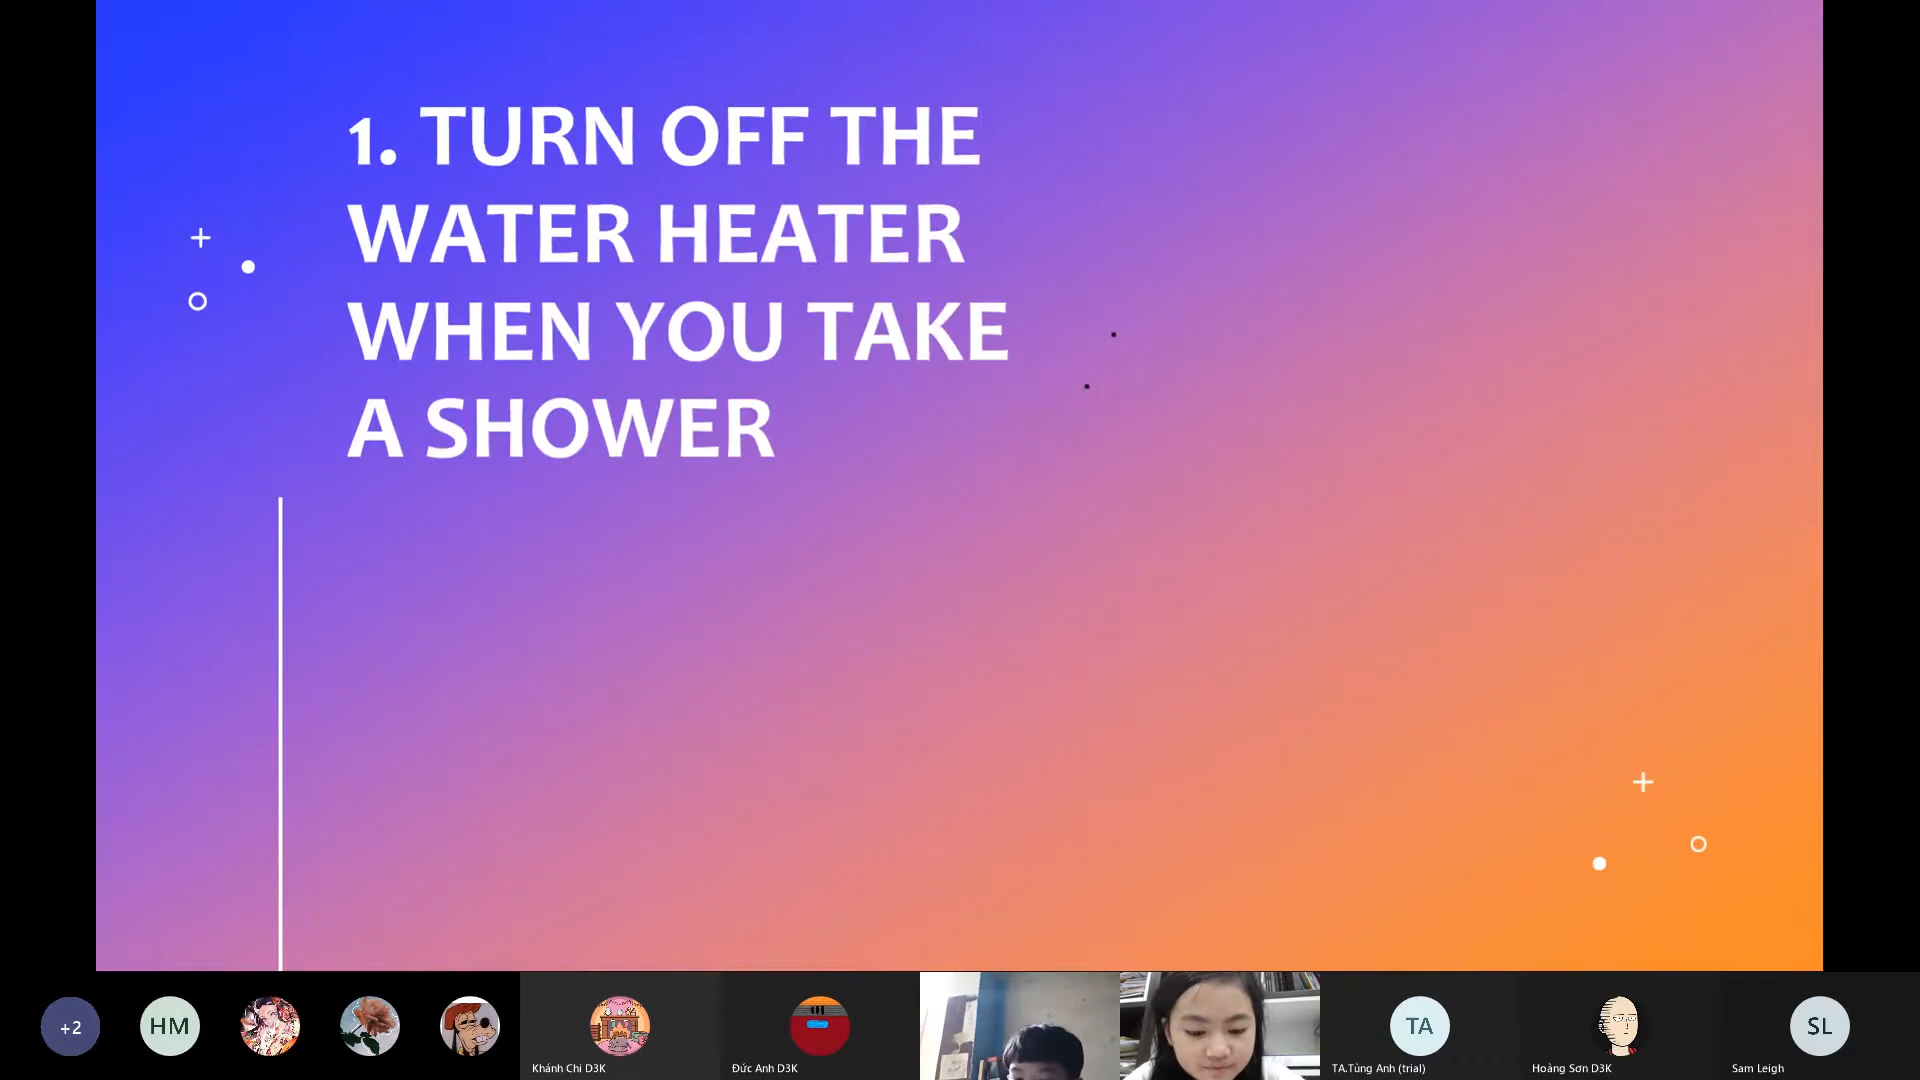 1. TURN OFF THE
WATER HEATER
WHEN YOU TAKE
A SHOWER
+2
HM
Khánh Chi D3K
Đức Anh D3K
TA
TA.Tùng Anh (trial)
Hoàng Sơn D3K
SL
Sam Leigh